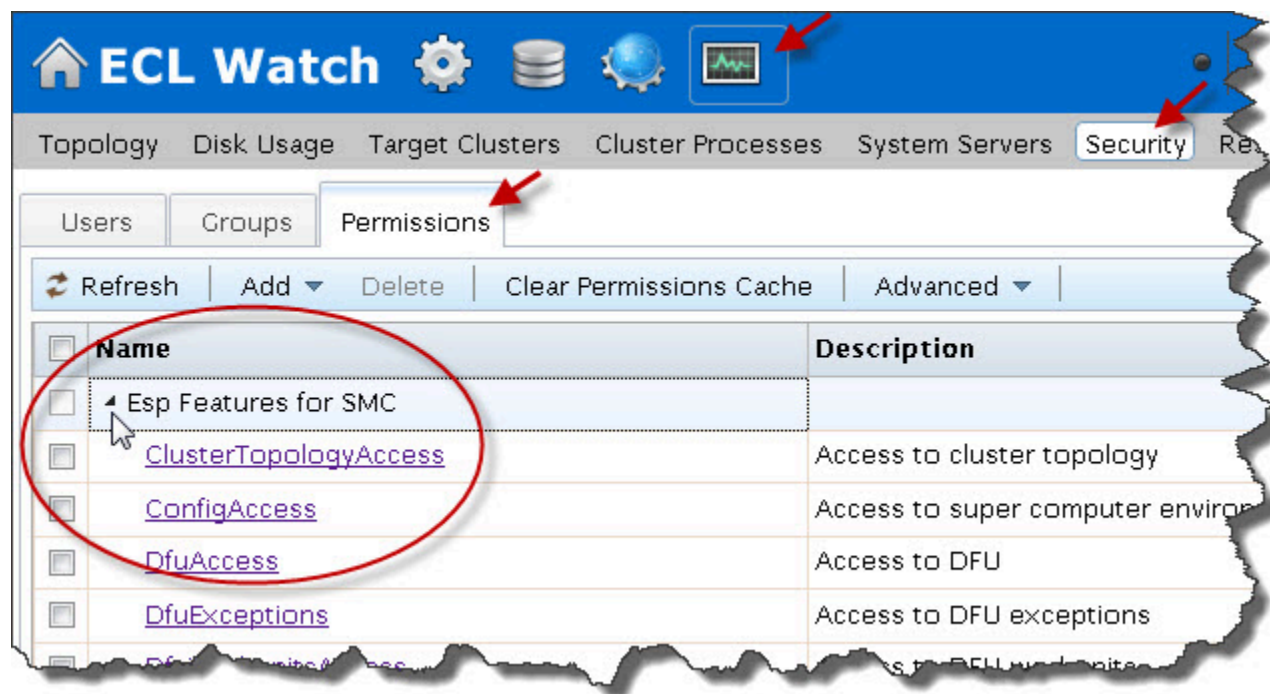 ECL Watch
Topology Disk Usage Target Clusters Cluster Processes System Servers Security
Users Groups Permissions
Refresh Add Delete Clear Permissions Cache Advanced
Name Description
Esp Features for SMC
ClusterTopologyAccess Access to cluster topology
ConfigAccess Access to super computer
DfuAccess Access to DFU
DfuExceptions Access to DFU exceptions